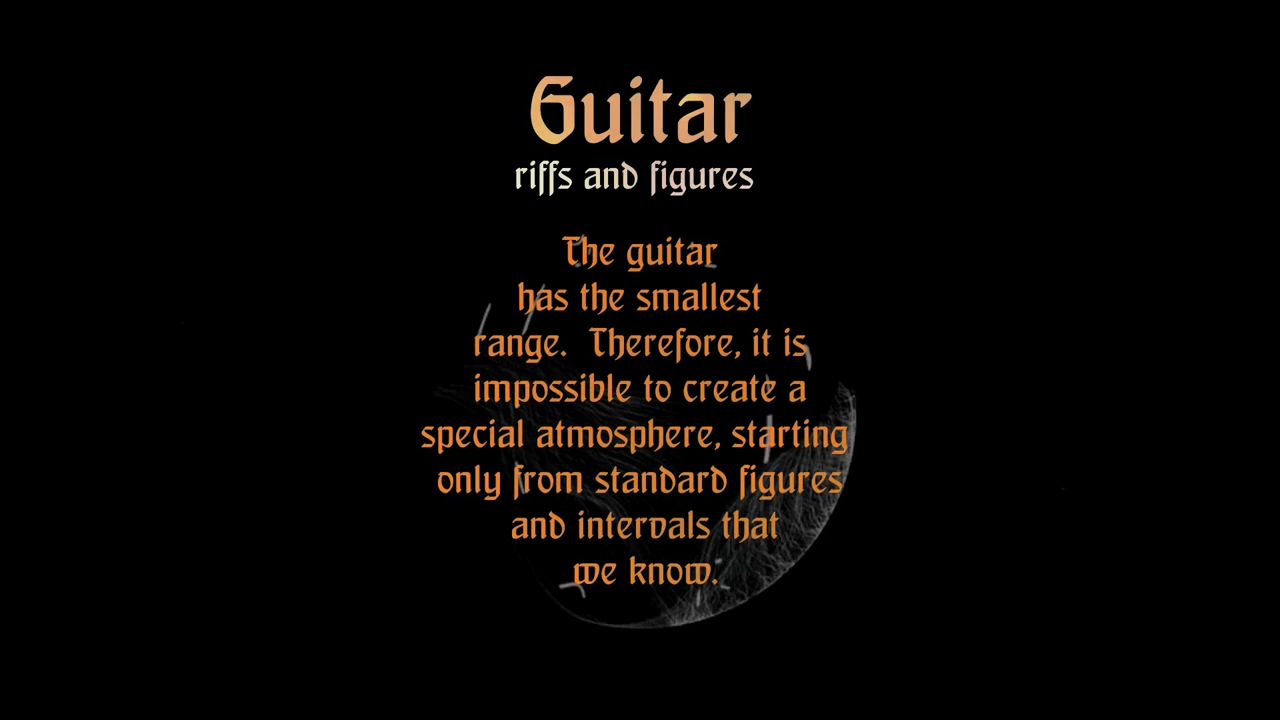 Guitar
riffs and figures
The guitar
has the smallest
range. Therefore, it is
impossible to create a
special atmosphere, starting
only from standard figures
and intervals that
we know.